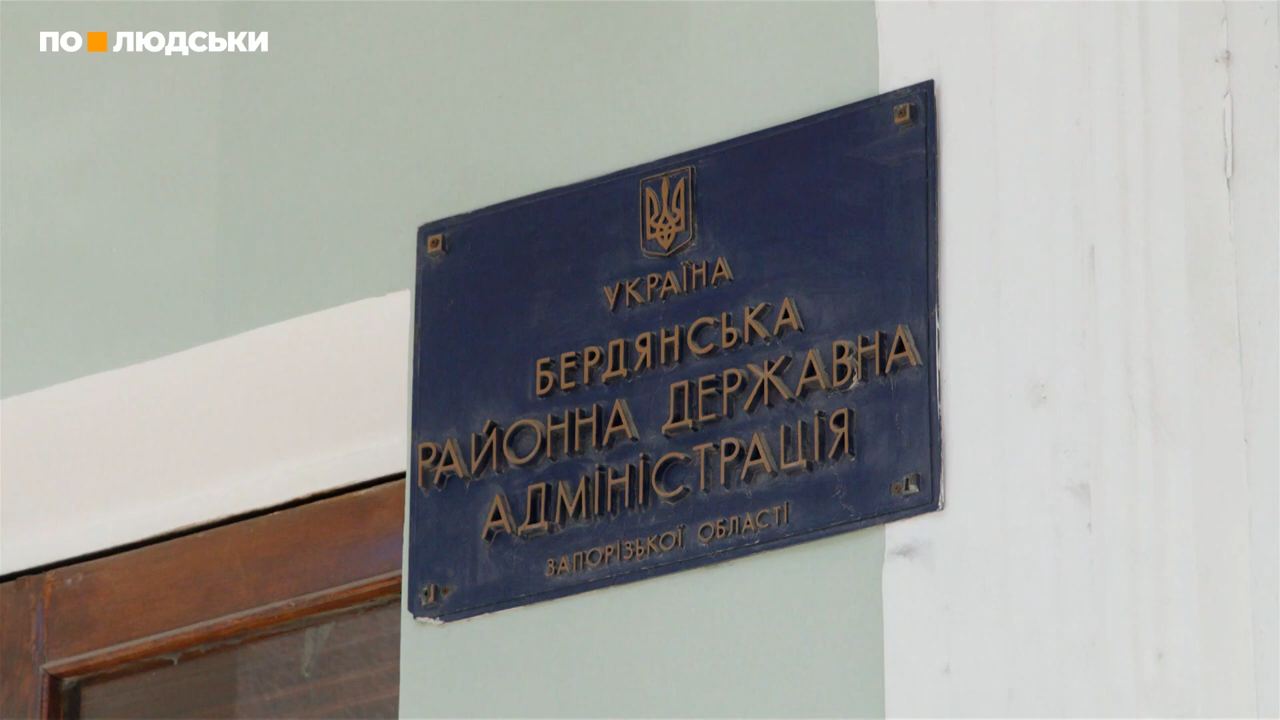 ПО ЛЮДСЬКИ
УКРАЇНА
БЕРДЯНСЬКА
РАЙОННА ДЕРЖАВНА
АДМІНІСТРАЦІЯ
ЗАПОРІЗЬКОЇ ОБЛАСТІ